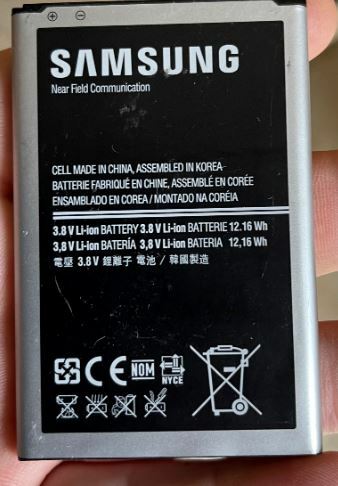 SAMSUNG
Near Field Communication
CELL MADE IN CHINA, ASSEMBLED IN KOREA
BATTERIE FABRIQUÉ EN CHINE, ASSEMBLÉ EN CORÉE
ENSAMBLADO EN COREA / MONTADO NA CORÉIA
3.8 V Li-ion BATTERY 3.8 V Li-ion BATTERIE 12.16 Wh
3,8 V Li-ion BATERÍA 3,8 V Li-ion BATERIA 12,16 Wh
電壓 3.8 V 鋰離子 電池 / 韓國製造
CE NOM NYCE